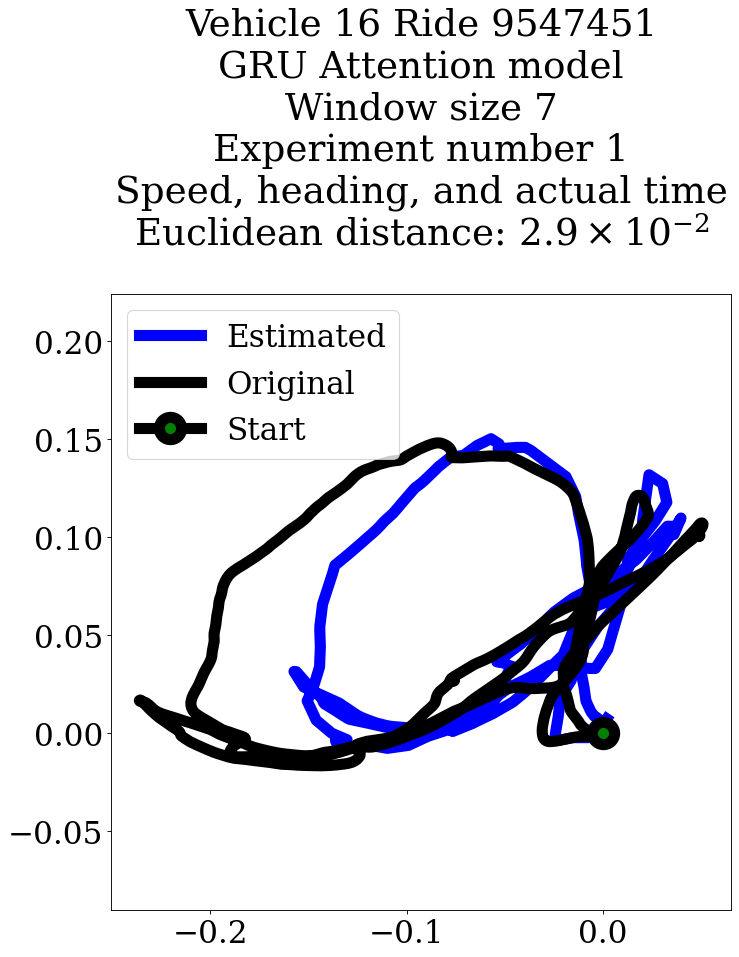 Vehicle 16 Ride 9547451
GRU Attention model
Window size 7
Experiment number 1
Speed, heading, and actual time
Euclidean distance: 2.9 × 10⁻²
Estimated
Original
Start
0.20
0.15
0.10
0.05
0.00
−0.05
−0.2
−0.1
0.0